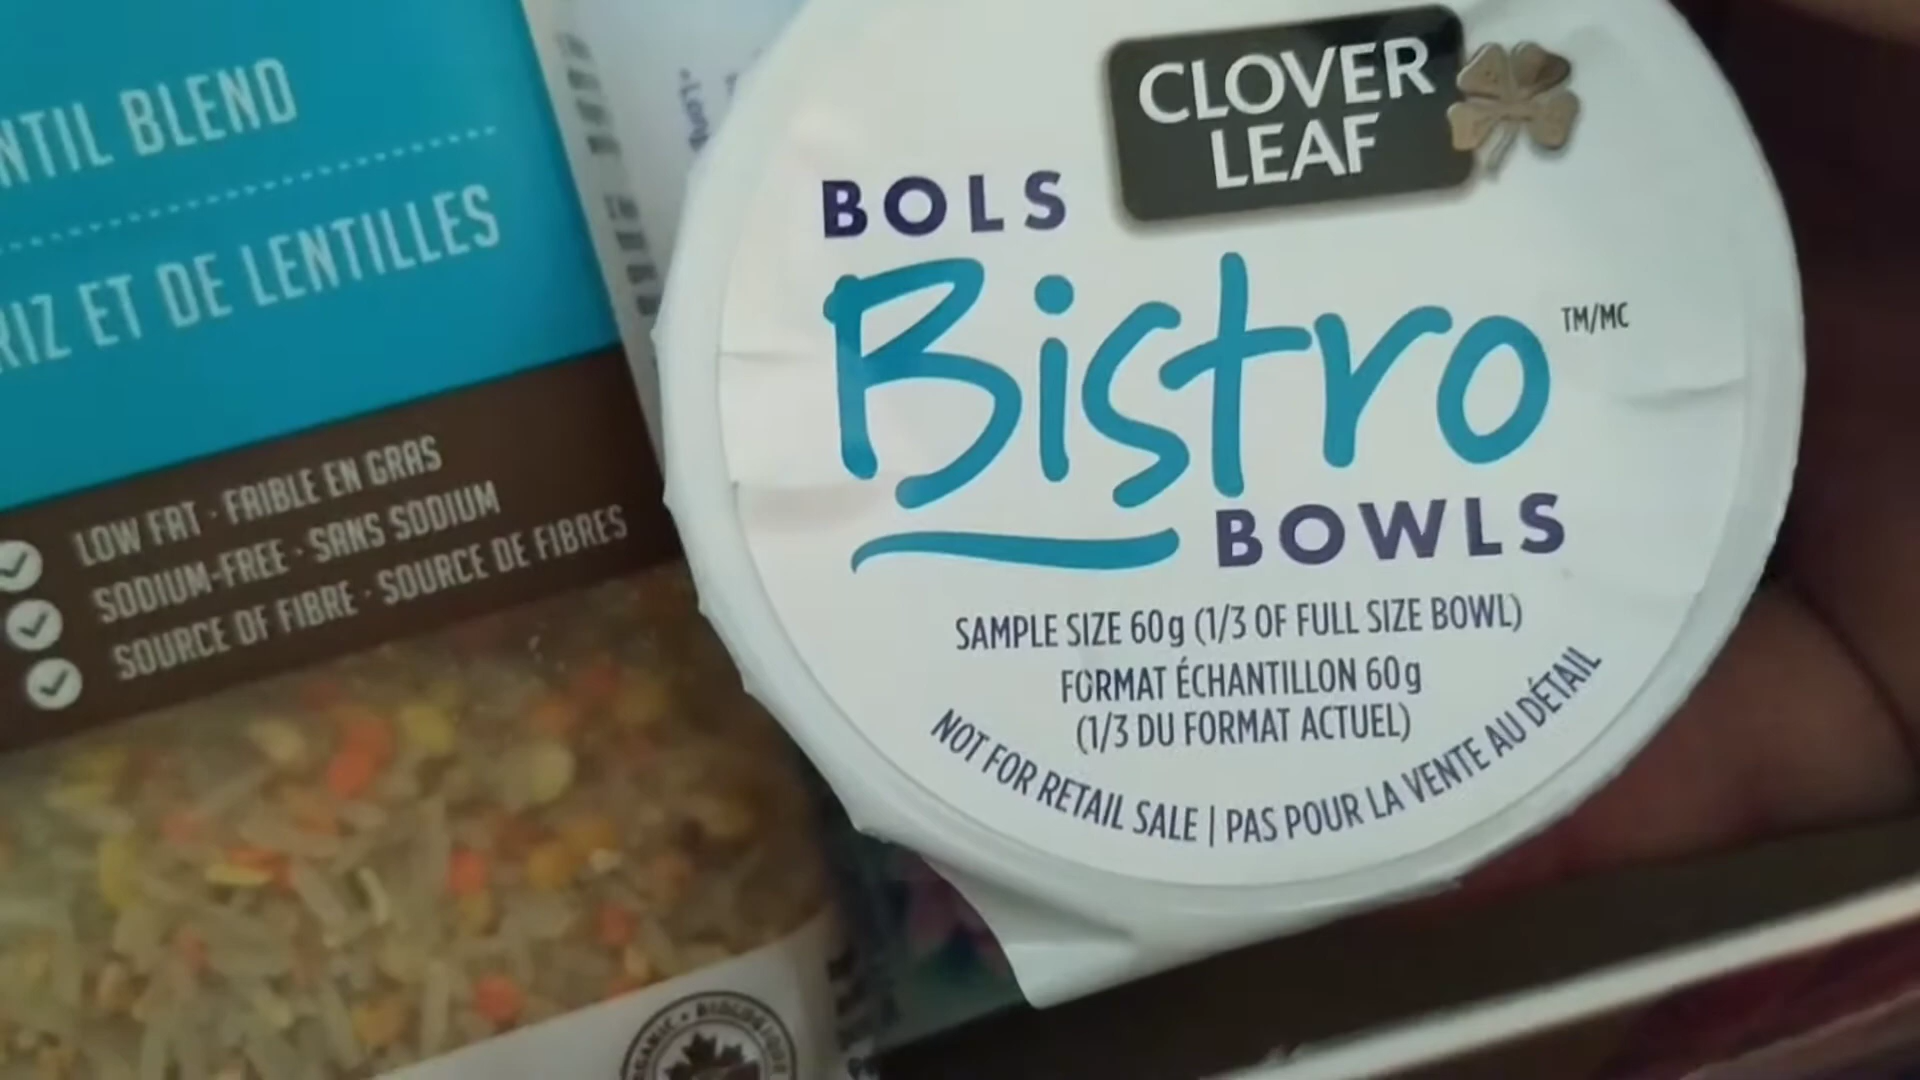 BLEND
RIZ ET DE LENTILLES
LOW FAT · FAIBLE EN GRAS
SODIUM-FREE · SANS SODIUM
SOURCE OF FIBRE · SOURCE DE FIBRES
CLOVER
LEAF
BOLS
Bistro TM/MC
BOWLS
SAMPLE SIZE 60g (1/3 OF FULL SIZE BOWL)
FORMAT ÉCHANTILLON 60g
(1/3 DU FORMAT ACTUEL)
NOT FOR RETAIL SALE | PAS POUR LA VENTE AU DÉTAIL
BIOLOGIQUE